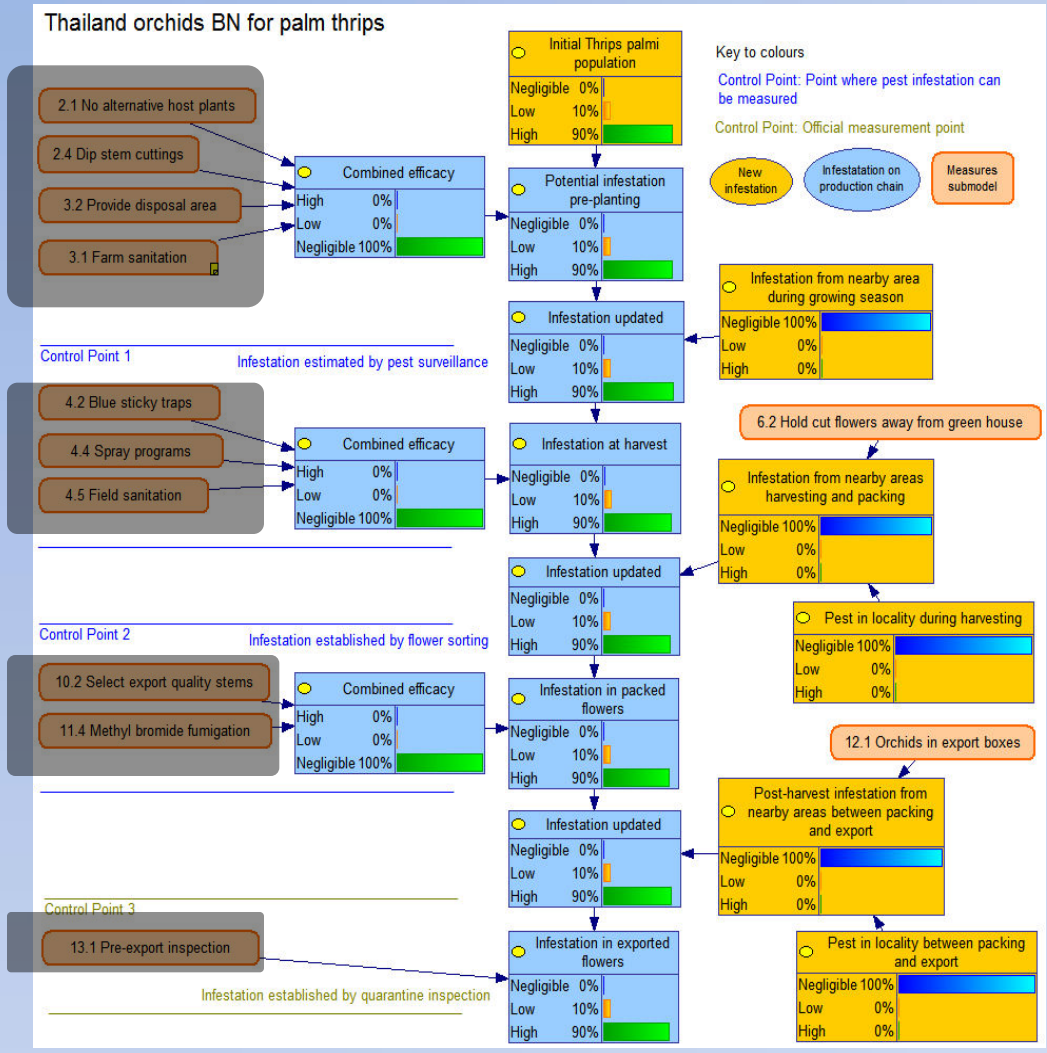 Thailand orchids BN for palm thrips
Initial Thrips palmi
population
Negligible 0%
Low 10%
High 90%
Key to colours
Control Point: Point where pest infestation can
be measured
Control Point: Official measurement point
New
infestation
Infestatation on
production chain
Measures
submodel
2.1 No alternative host plants
2.4 Dip stem cuttings
3.2 Provide disposal area
3.1 Farm sanitation
Combined efficacy
High 0%
Low 0%
Negligible 100%
Potential infestation
pre-planting
Negligible 0%
Low 10%
High 90%
Infestation from nearby area
during growing season
Negligible 100%
Low 0%
High 0%
Infestation updated
Negligible 0%
Low 10%
High 90%
Control Point 1
Infestation estimated by pest surveillance
4.2 Blue sticky traps
4.4 Spray programs
4.5 Field sanitation
Combined efficacy
High 0%
Low 0%
Negligible 100%
Infestation at harvest
Negligible 0%
Low 10%
High 90%
6.2 Hold cut flowers away from green house
Infestation from nearby areas
harvesting and packing
Negligible 100%
Low 0%
High 0%
Infestation updated
Negligible 0%
Low 10%
High 90%
Pest in locality during harvesting
Negligible 100%
Low 0%
High 0%
Control Point 2
Infestation established by flower sorting
10.2 Select export quality stems
11.4 Methyl bromide fumigation
Combined efficacy
High 0%
Low 0%
Negligible 100%
Infestation in packed
flowers
Negligible 0%
Low 10%
High 90%
12.1 Orchids in export boxes
Post-harvest infestation from
nearby areas between packing
and export
Negligible 100%
Low 0%
High 0%
Infestation updated
Negligible 0%
Low 10%
High 90%
Control Point 3
13.1 Pre-export inspection
Infestation established by quarantine inspection
Infestation in exported
flowers
Negligible 0%
Low 10%
High 90%
Pest in locality between packing
and export
Negligible 100%
Low 0%
High 0%